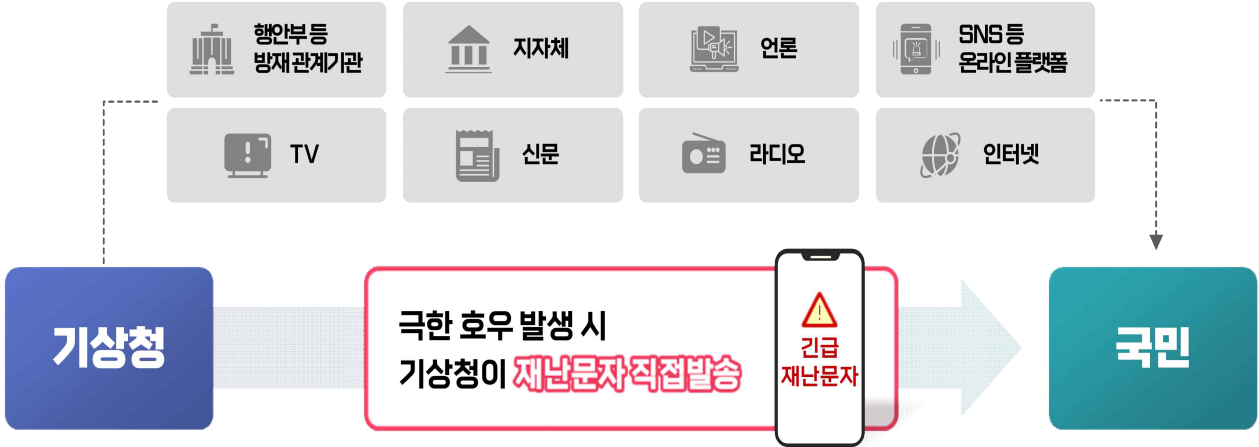 행안부 등
방재 관계기관
지자체
언론
SNS 등
온라인 플랫폼
TV
신문
라디오
인터넷
기상청
극한 호우 발생 시
기상청이 재난문자 직접발송
긴급
재난문자
국민